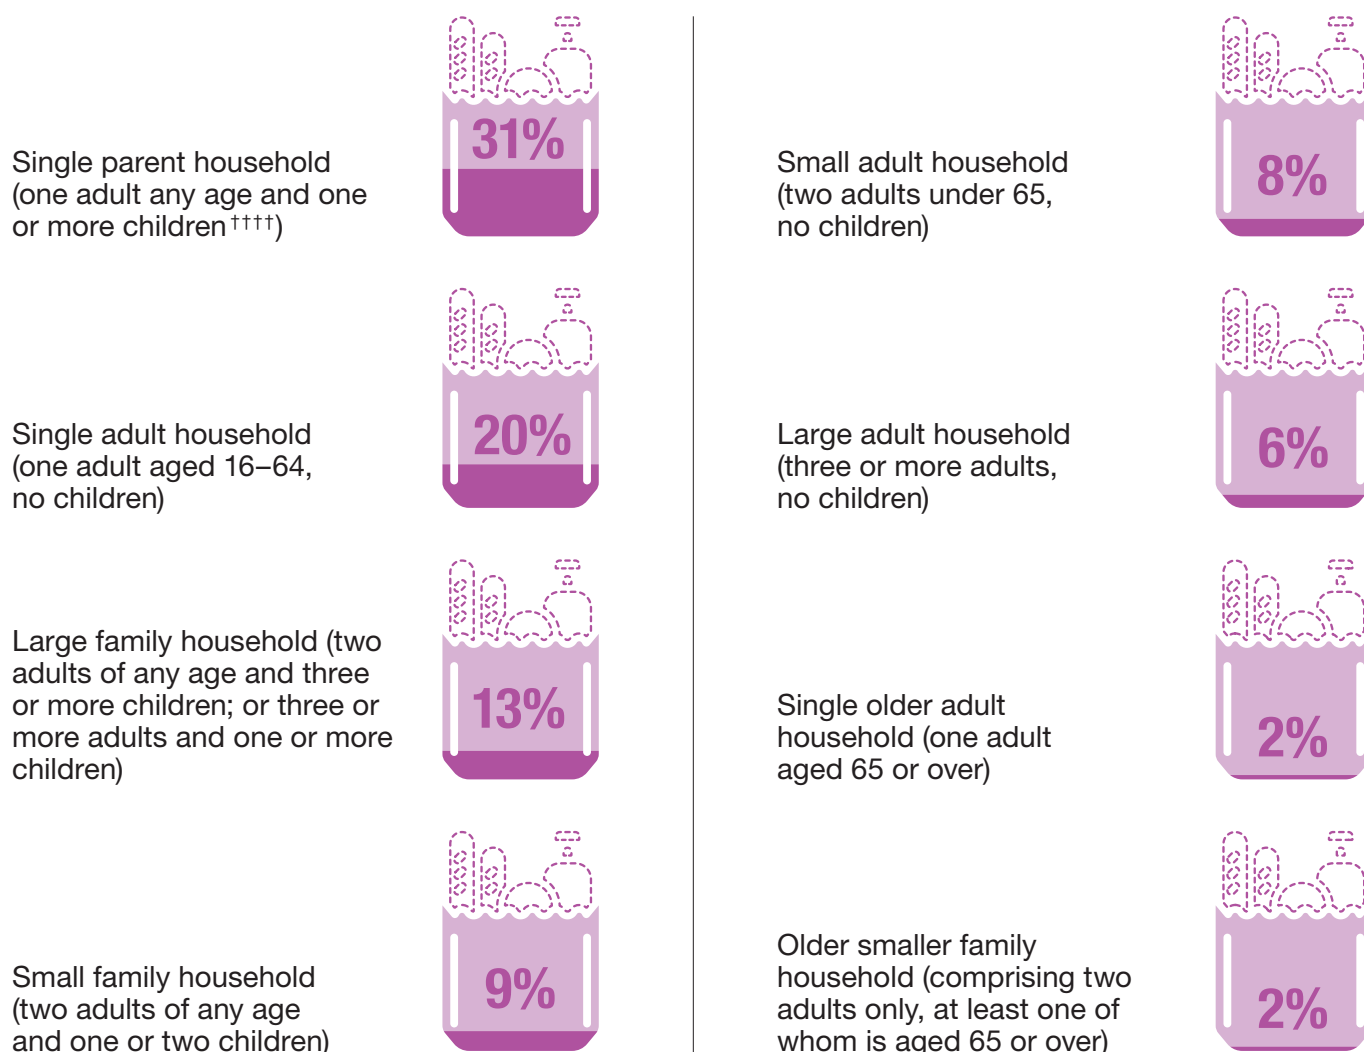 31%
Single parent household
(one adult any age and one
or more children††††)
20%
Single adult household
(one adult aged 16–64,
no children)
13%
Large family household (two
adults of any age and three
or more children; or three or
more adults and one or more
children)
9%
Small family household
(two adults of any age
and one or two children)
8%
Small adult household
(two adults under 65,
no children)
6%
Large adult household
(three or more adults,
no children)
2%
Single older adult
household (one adult
aged 65 or over)
2%
Older smaller family
household (comprising two
adults only, at least one of
whom is aged 65 or over)